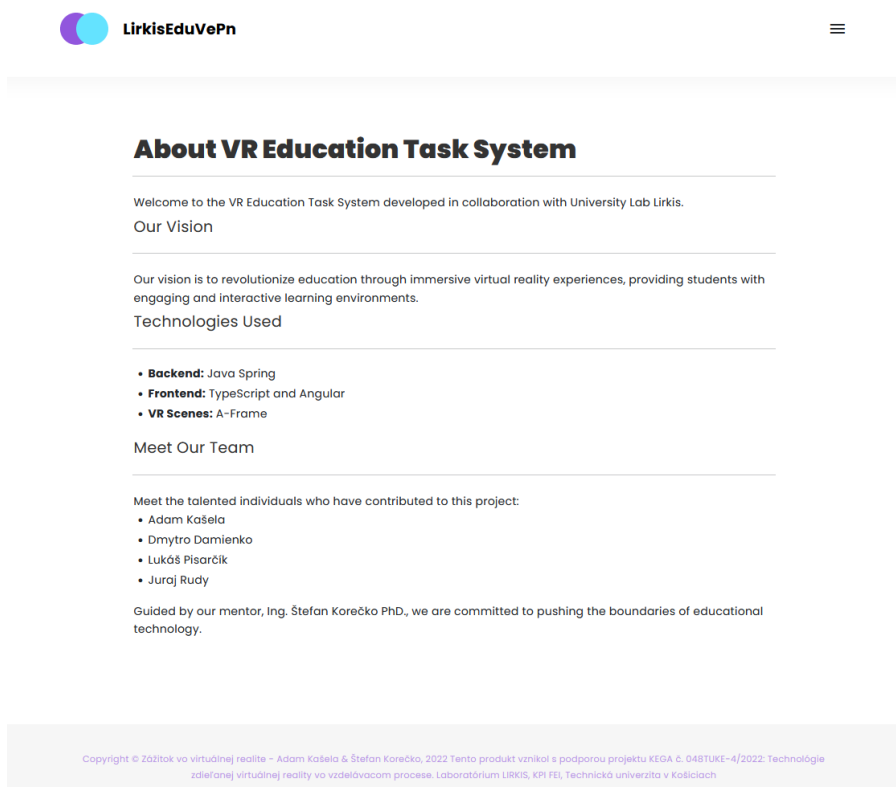 LirkisEduVePn
About VR Education Task System
Welcome to the VR Education Task System developed in collaboration with University Lab Lirkis.
Our Vision
Our vision is to revolutionize education through immersive virtual reality experiences, providing students with
engaging and interactive learning environments.
Technologies Used
• Backend: Java Spring
• Frontend: TypeScript and Angular
• VR Scenes: A-Frame
Meet Our Team
Meet the talented individuals who have contributed to this project:
• Adam Kašela
• Dmytro Damienko
• Lukáš Pisarčík
• Juraj Rudy
Guided by our mentor, Ing. Štefan Korečko PhD., we are committed to pushing the boundaries of educational
technology.
Copyright © Zážitok vo virtuálnej realite - Adam Kašela & Štefan Korečko, 2022 Tento produkt vznikol s podporou projektu KEGA č. 048TUKE-4/2022: Technológie
zdieľanej virtuálnej reality vo vzdelávacom procese. Laboratórium LIRKIS, KPI FEI, Technická univerzita v Košiciach